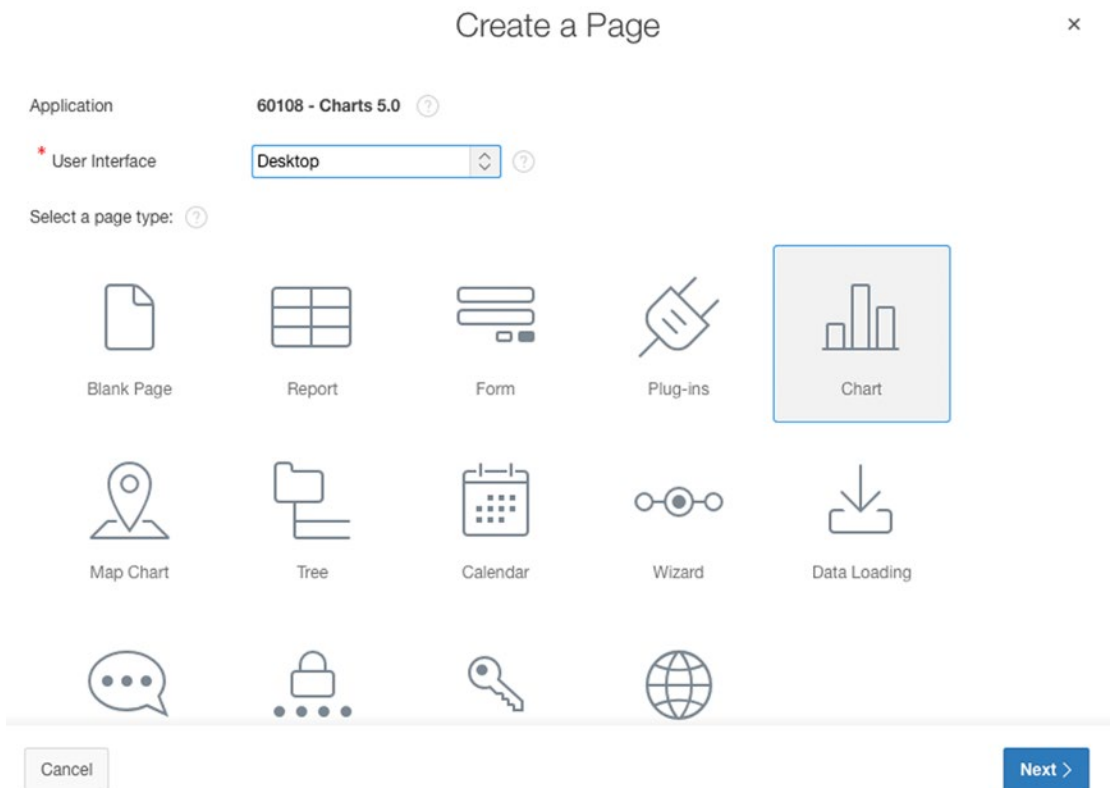 Create a Page
×
Application 60108 - Charts 5.0 ?
* User Interface Desktop ?
Select a page type: ?
Blank Page Report Form Plug-ins Chart
Map Chart Tree Calendar Wizard Data Loading
Cancel Next >